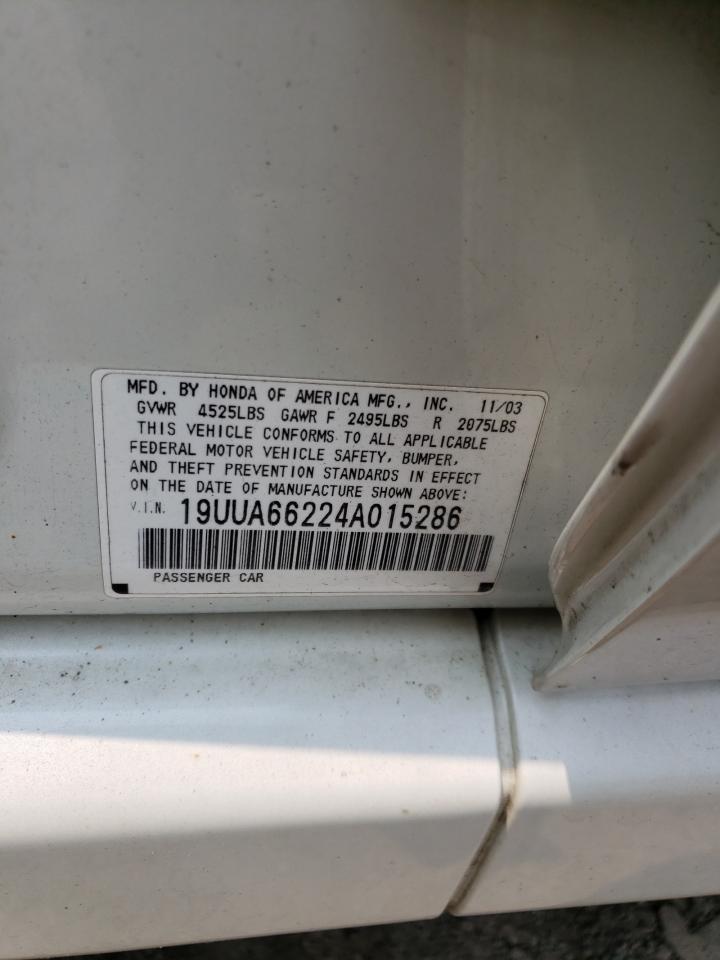 MFD. BY HONDA OF AMERICA MFG., INC. 11/03
GVWR 4525LBS GAWR F 2495LBS R 2075LBS
THIS VEHICLE CONFORMS TO ALL APPLICABLE
FEDERAL MOTOR VEHICLE SAFETY, BUMPER,
AND THEFT PREVENTION STANDARDS IN EFFECT
ON THE DATE OF MANUFACTURE SHOWN ABOVE:
V.I.N. 19UUA66224A015286
PASSENGER CAR